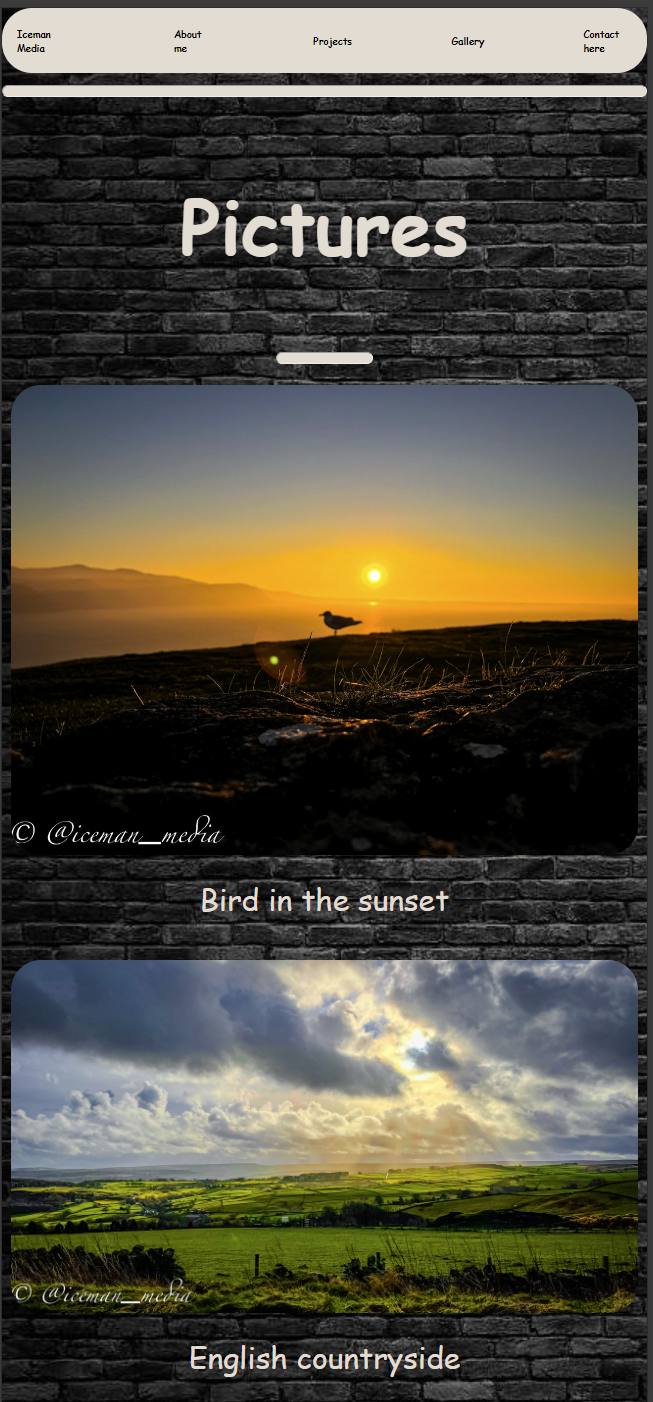 Iceman
Media
About
me
Projects
Gallery
Contact
here
Pictures
© @iceman_media
Bird in the sunset
© @iceman_media
English countryside